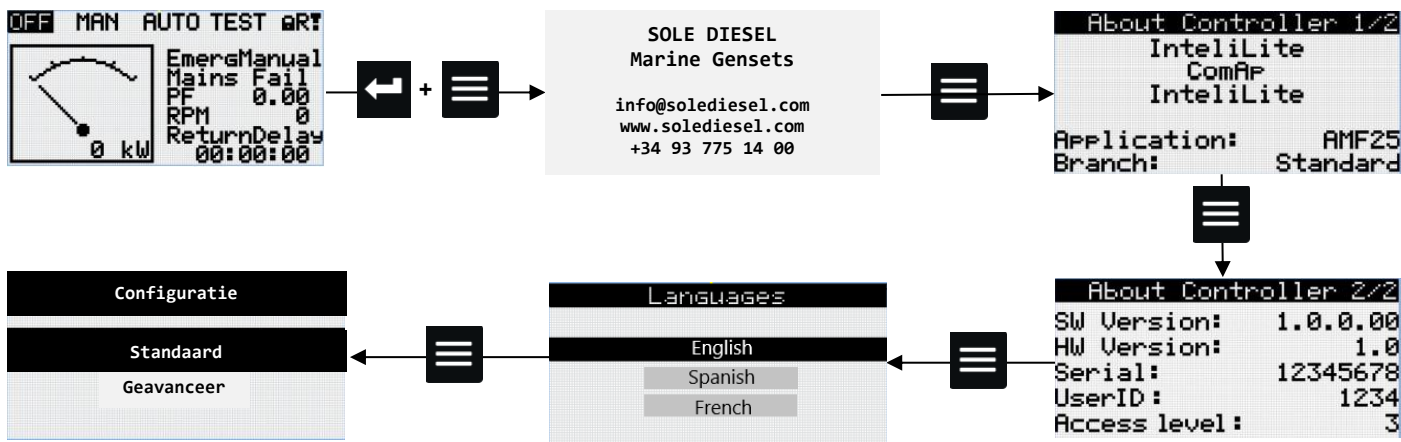 OFF MAN AUTO TEST
EmergManual
Mains Fail
PF 0.00
RPM 0
ReturnDelay
00:00:00
0 kW
+
SOLE DIESEL
Marine Gensets
info@solediesel.com
www.solediesel.com
+34 93 775 14 00
About Controller 1/2
InteliLite
ComAp
InteliLite
Application: AMF25
Branch: Standard
About Controller 2/2
SW Version: 1.0.0.00
HW Version: 1.0
Serial: 12345678
UserID: 1234
Access level: 3
Languages
English
Spanish
French
Configuratie
Standaard
Geavanceer